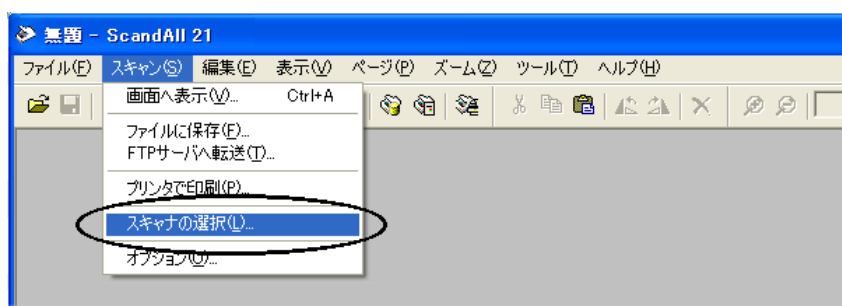 無題 - ScandAll 21
ファイル(F) スキャン(S) 編集(E) 表示(V) ページ(P) ズーム(Z) ツール(T) ヘルプ(H)
画面へ表示(V)... Ctrl+A
ファイルに保存(F)...
FTPサーバへ転送(T)...
プリンタで印刷(P)...
スキャナの選択(L)...
オプション(O)...